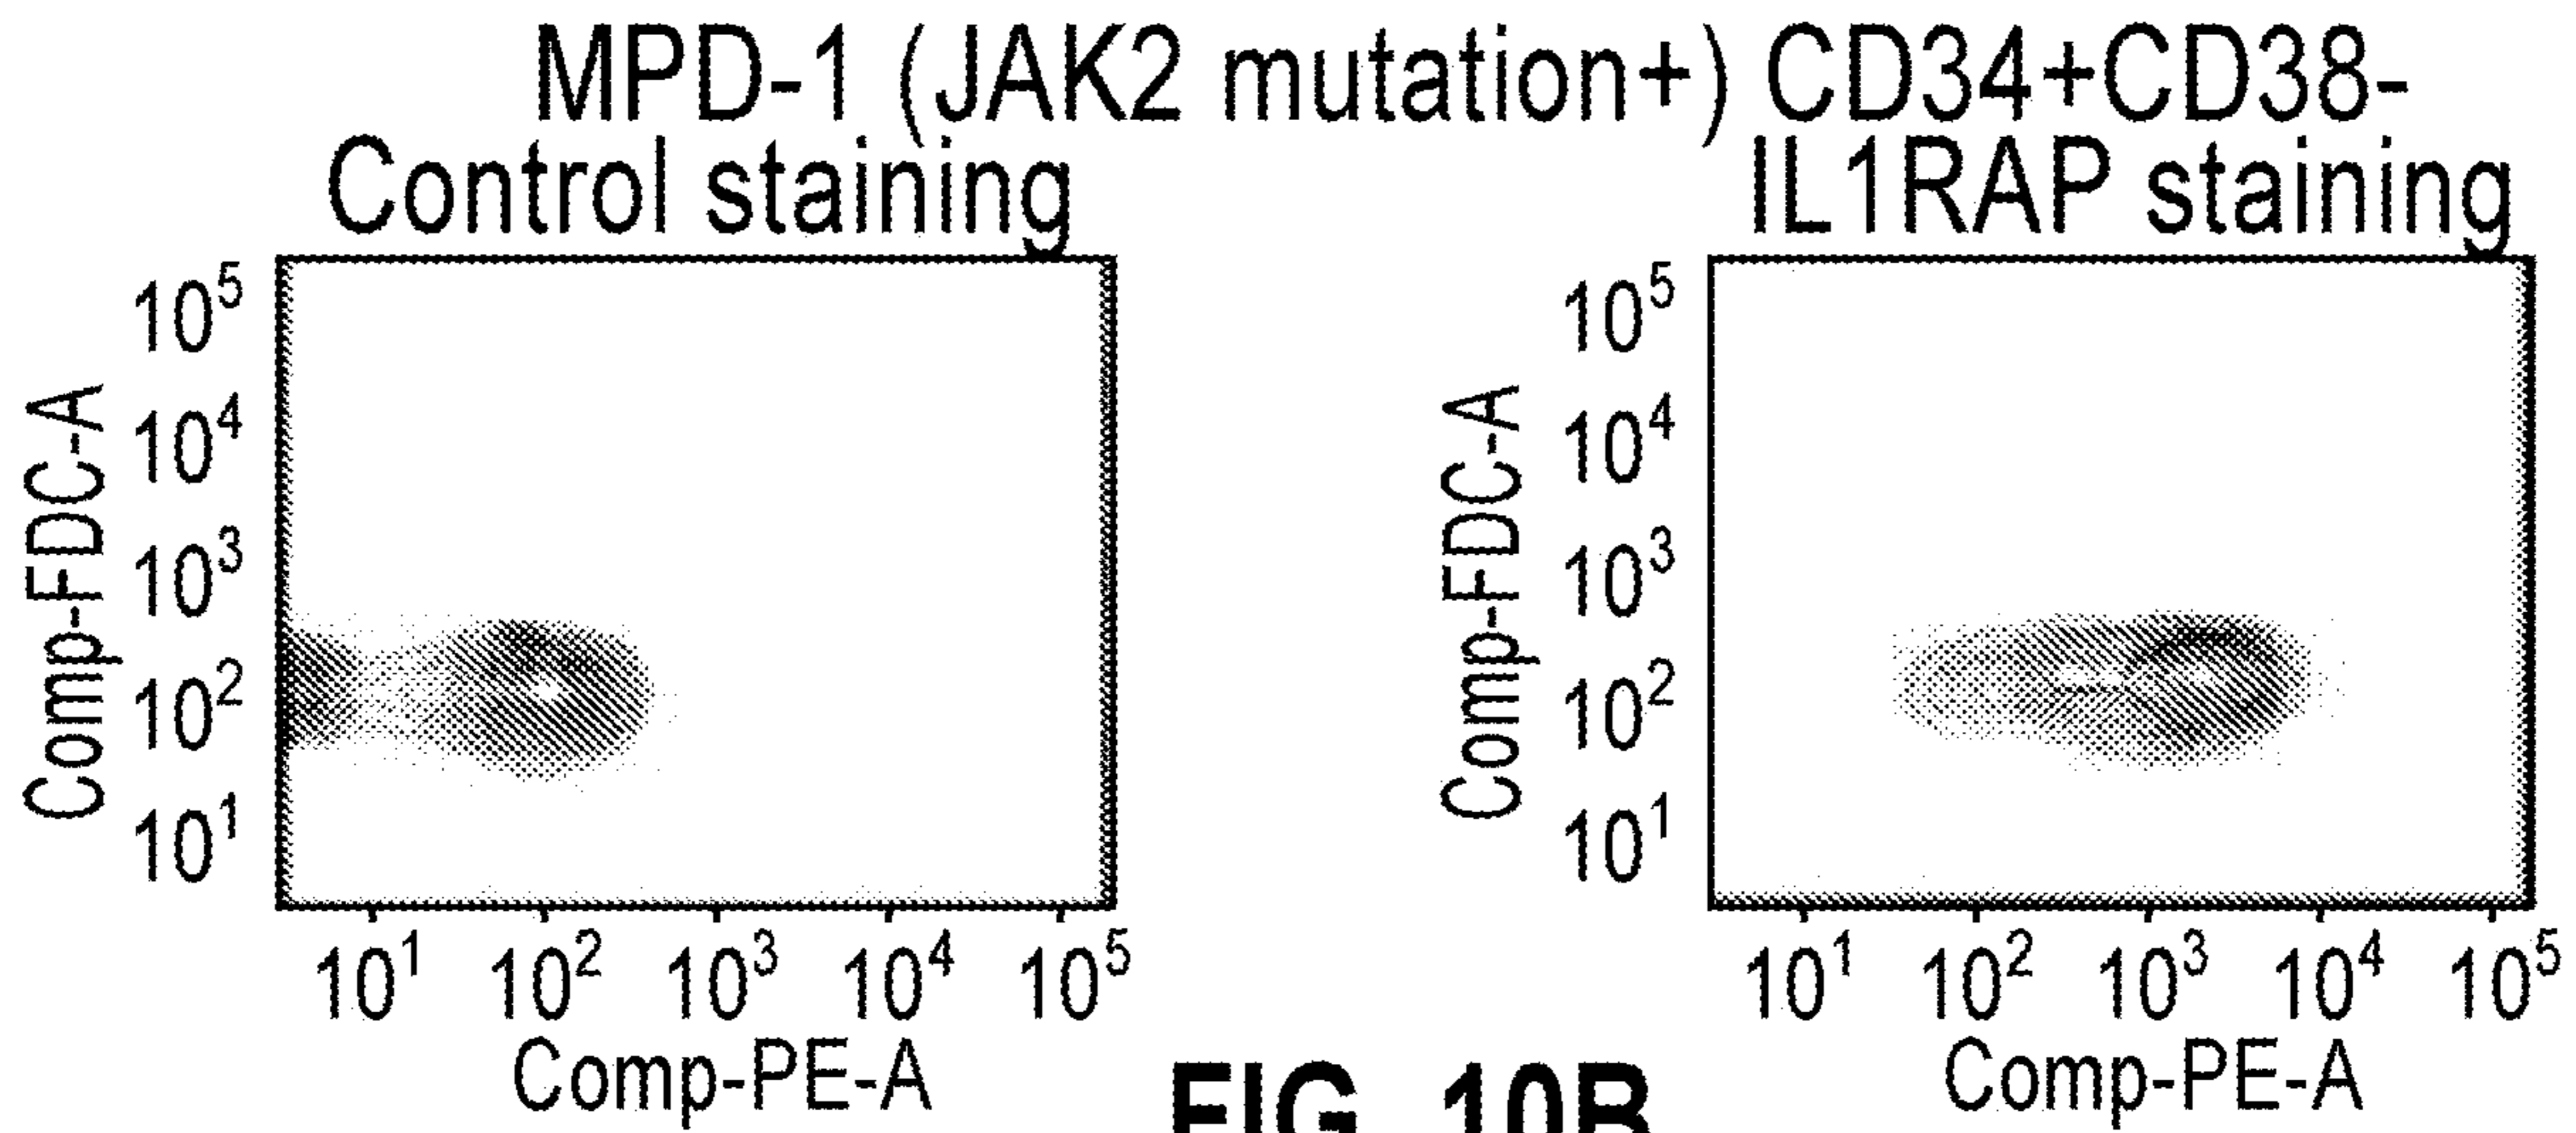 MPD-1 (JAK2 mutation+) CD34+CD38-
Control staining
IL1RAP staining
10^5
10^4
10^3
10^2
10^1
Comp-FDC-A
10^1 10^2 10^3 10^4 10^5
Comp-PE-A
10^5
10^4
10^3
10^2
10^1
Comp-FDC-A
10^1 10^2 10^3 10^4 10^5
Comp-PE-A
FIG. 10B